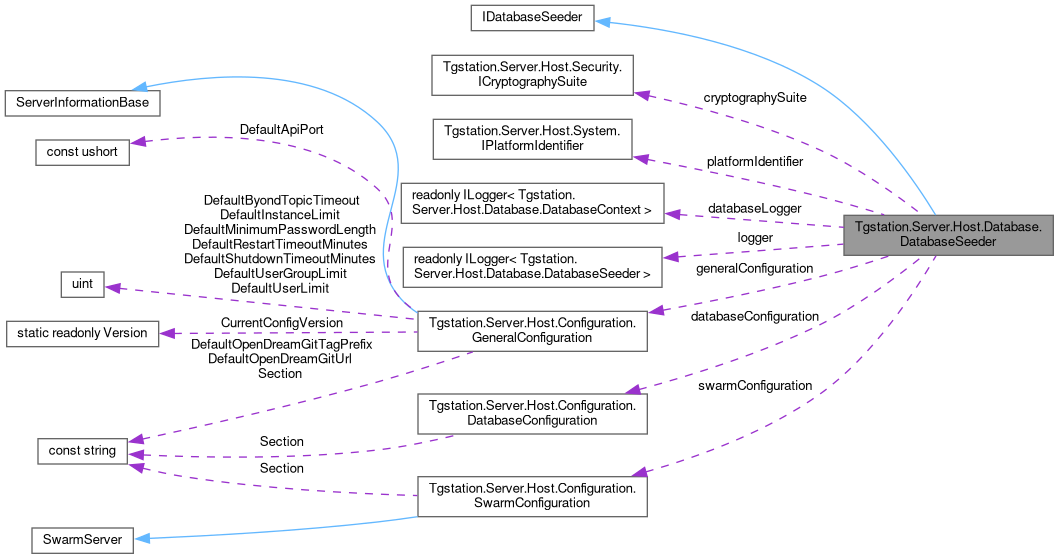 IDatabaseSeeder
Tgstation.Server.Host.Security.
ICryptographySuite
cryptographySuite
ServerInformationBase
DefaultApiPort
Tgstation.Server.Host.System.
IPlatformIdentifier
const ushort
platformIdentifier
readonly ILogger< Tgstation.
Server.Host.Database.DatabaseContext >
databaseLogger
DefaultByondTopicTimeout
DefaultInstanceLimit
DefaultMinimumPasswordLength
DefaultRestartTimeoutMinutes
DefaultShutdownTimeoutMinutes
DefaultUserGroupLimit
DefaultUserLimit
Tgstation.Server.Host.Database.
DatabaseSeeder
logger
readonly ILogger< Tgstation.
Server.Host.Database.DatabaseSeeder >
generalConfiguration
uint
static readonly Version
CurrentConfigVersion
Tgstation.Server.Host.Configuration.
GeneralConfiguration
databaseConfiguration
DefaultOpenDreamGitTagPrefix
DefaultOpenDreamGitUrl
Section
swarmConfiguration
Tgstation.Server.Host.Configuration.
DatabaseConfiguration
const string
Section
Section
Tgstation.Server.Host.Configuration.
SwarmConfiguration
SwarmServer